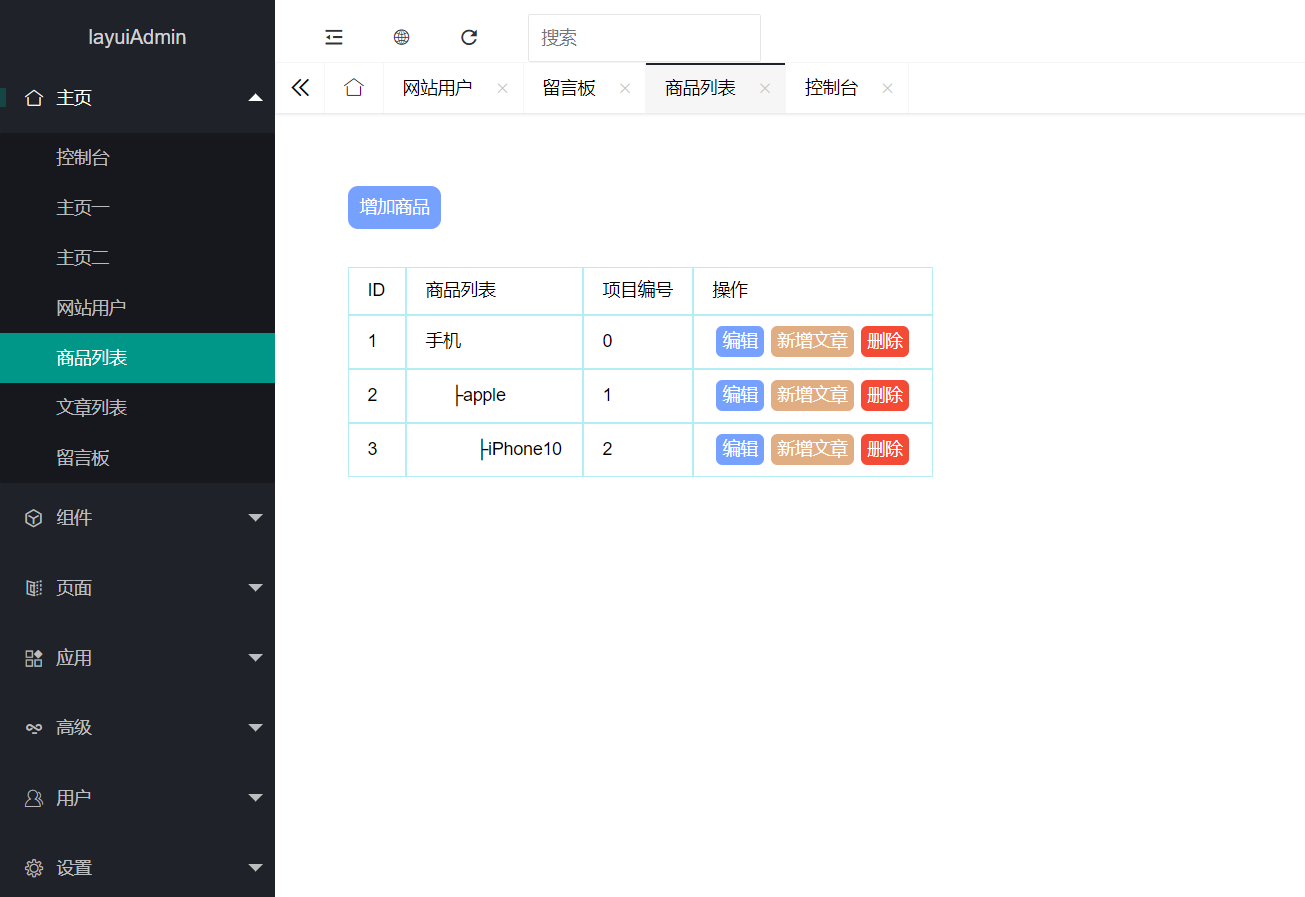 layuiAdmin
主页
控制台
主页一
主页二
网站用户
商品列表
文章列表
留言板
组件
页面
应用
高级
用户
设置
搜索
网站用户 留言板 商品列表 控制台
增加商品
ID 商品列表 项目编号 操作
1 手机 0 编辑 新增文章 删除
2 ├apple 1 编辑 新增文章 删除
3 ├iPhone10 2 编辑 新增文章 删除